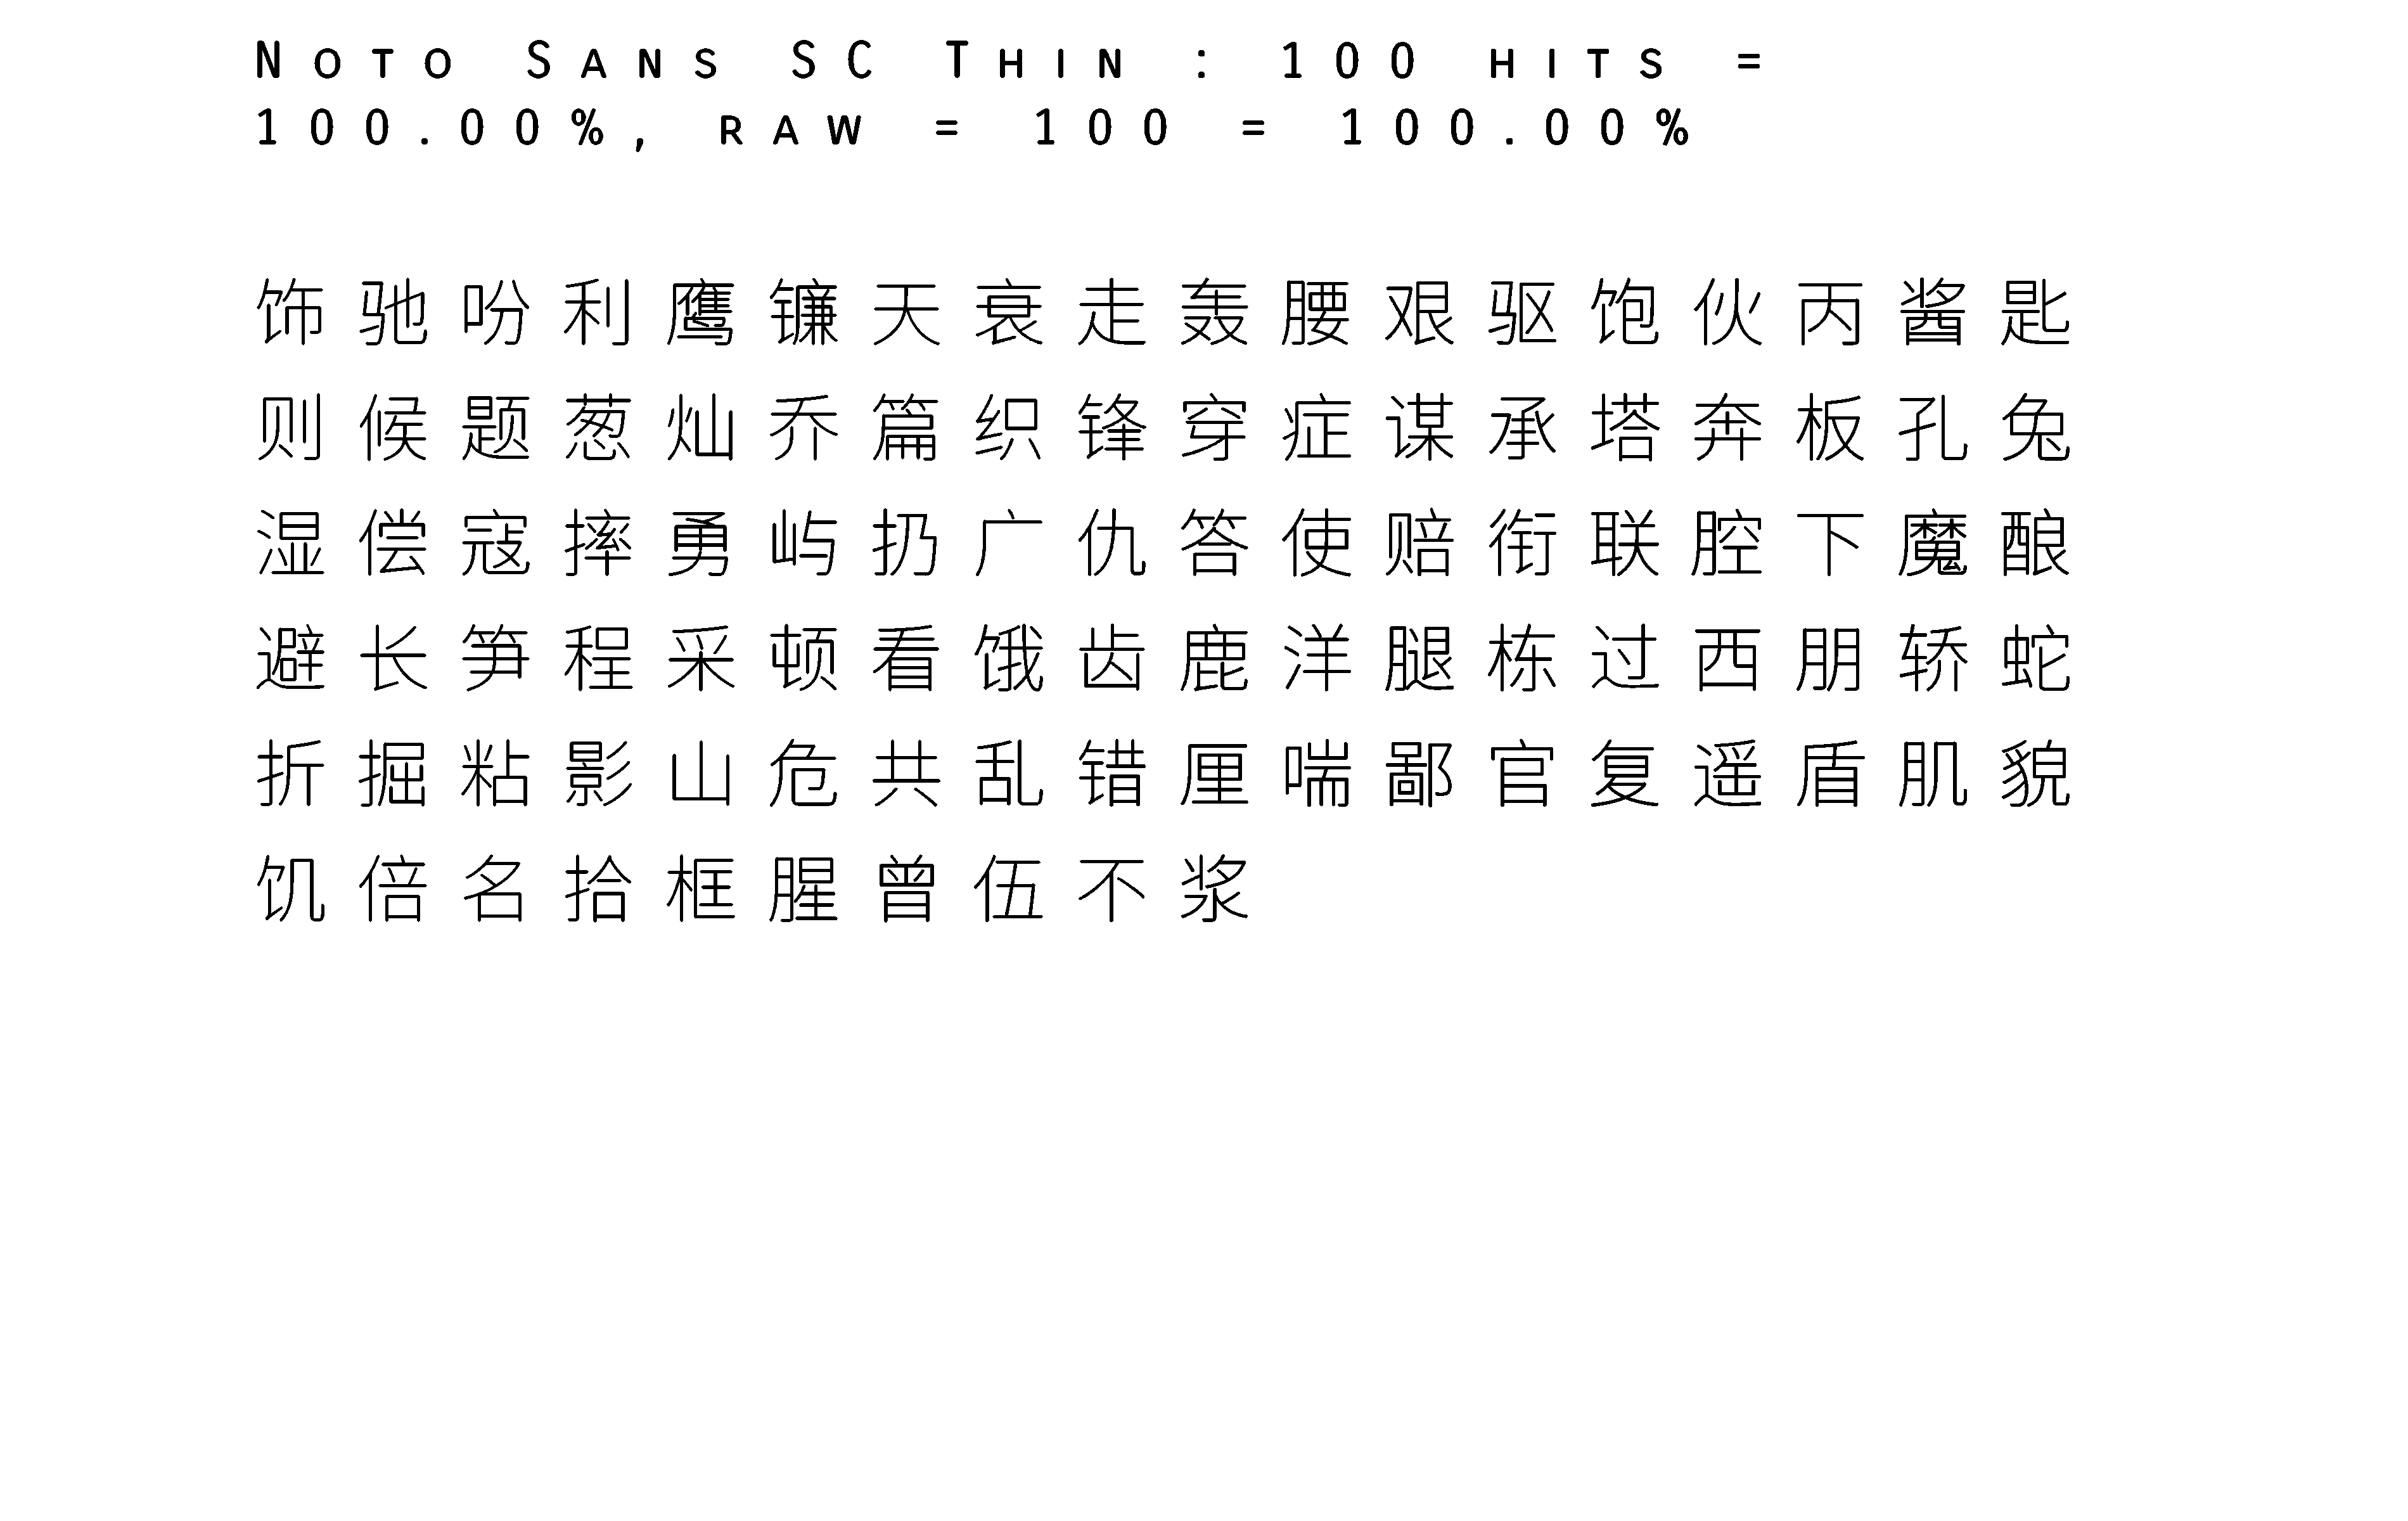 Noto Sans SC Thin : 100 hits =
100.00%, raw = 100 = 100.00%
饰驰吩利鹰镰天衰走轰腰艰驱饱伙丙酱匙
则候题葱灿乔篇织锋穿症谋承塔奔板孔兔
湿偿寇摔勇屿扔广仇答使赔衔联腔下魔酿
避长笋程采顿看饿齿鹿洋腿栋过西朋轿蛇
折掘粘影山危共乱错厘喘鄙官复遥盾肌貌
饥倍名拾框腥曾伍不浆